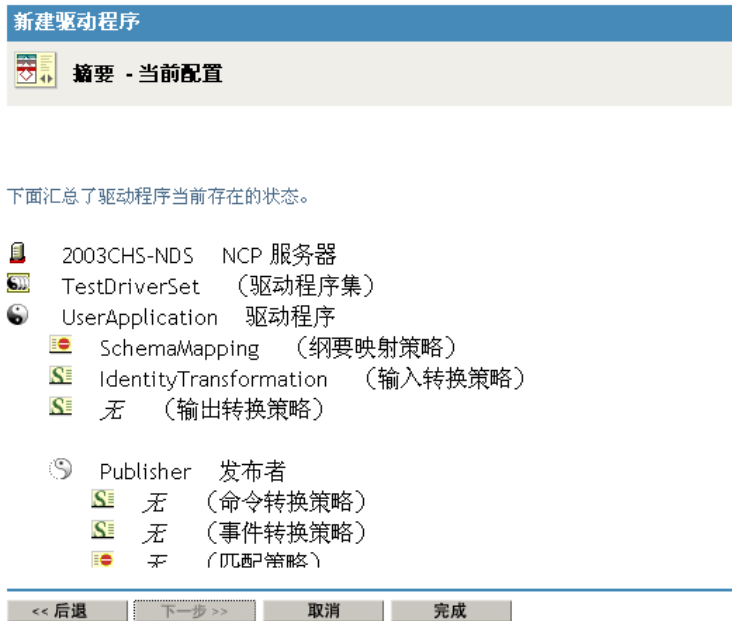 新建驱动程序
摘要 - 当前配置
下面汇总了驱动程序当前存在的状态。
2003CHS-NDS NCP 服务器
TestDriverSet （驱动程序集）
UserApplication 驱动程序
SchemaMapping （纲要映射策略）
IdentityTransformation （输入转换策略）
无 （输出转换策略）
Publisher 发布者
无 （命令转换策略）
无 （事件转换策略）
无 （匹配策略）
<< 后退 下一步 >> 取消 完成